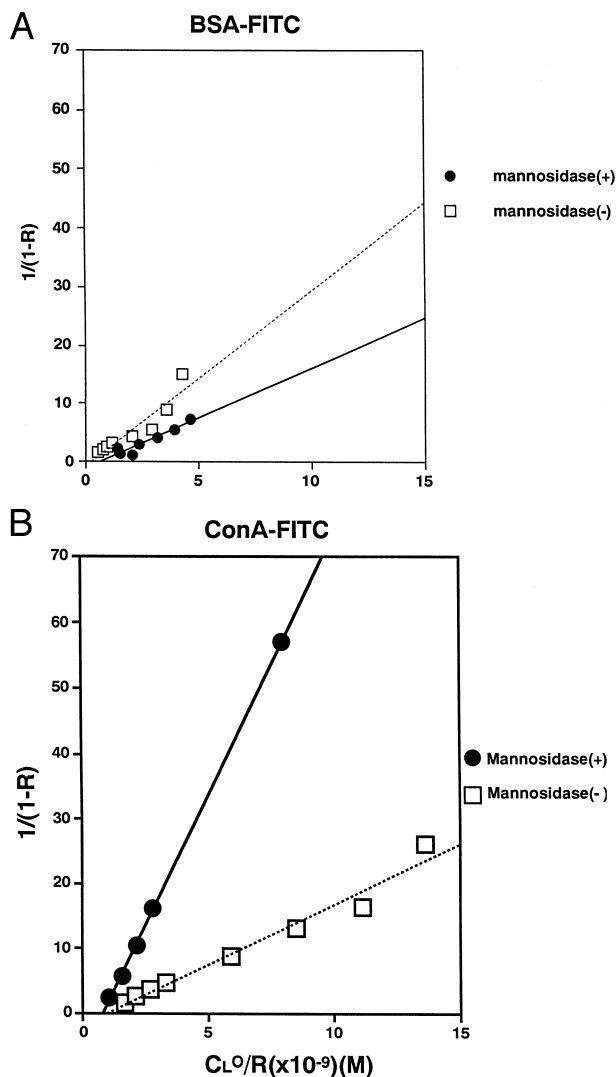 A
BSA-FITC
70
60
50
40
30
20
10
0
1/(1-R)
0
5
10
15
mannosidase(+)
mannosidase(-)
B
ConA-FITC
70
60
50
40
30
20
10
0
1/(1-R)
0
5
10
15
Mannosidase(+)
Mannosidase(-)
CLO/R(x10-9)(M)